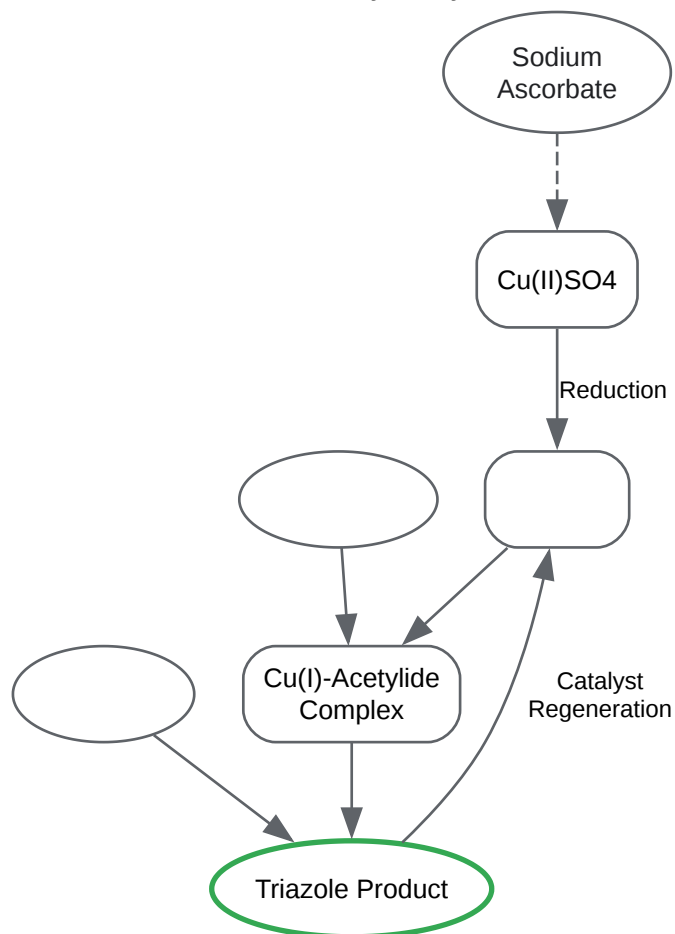 Sodium
Ascorbate
Cu(II)SO4
Reduction
Cu(I)-Acetylide
Complex
Catalyst
Regeneration
Triazole Product